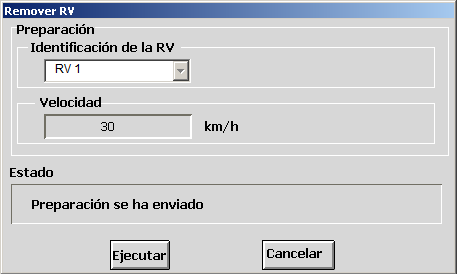 Remover RV
Preparación
Identificación de la RV
RV 1
Velocidad
30 km/h
Estado
Preparación se ha enviado
Ejecutar Cancelar